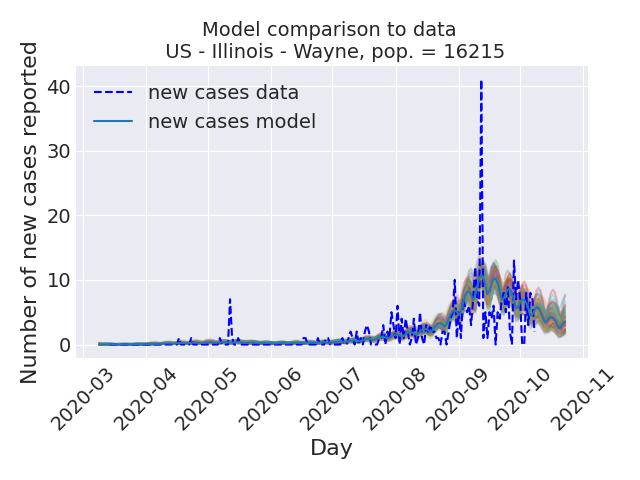 Model comparison to data
US - Illinois - Wayne, pop. = 16215
Number of new cases reported
40
30
20
10
0
new cases data
new cases model
2020-03
2020-04
2020-05
2020-06
2020-07
2020-08
2020-09
2020-10
2020-11
Day